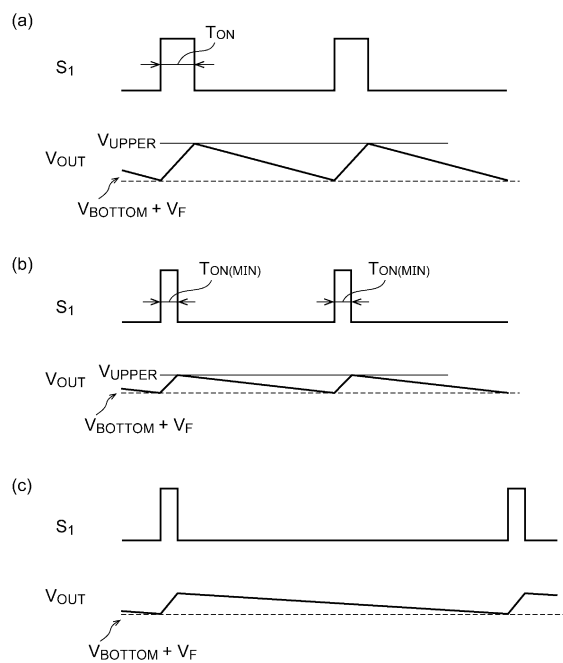 (a)
TON
S1
VUPPER
VOUT
VBOTTOM + VF
(b)
TON(MIN) TON(MIN)
S1
VUPPER
VOUT
VBOTTOM + VF
(c)
S1
VOUT
VBOTTOM + VF